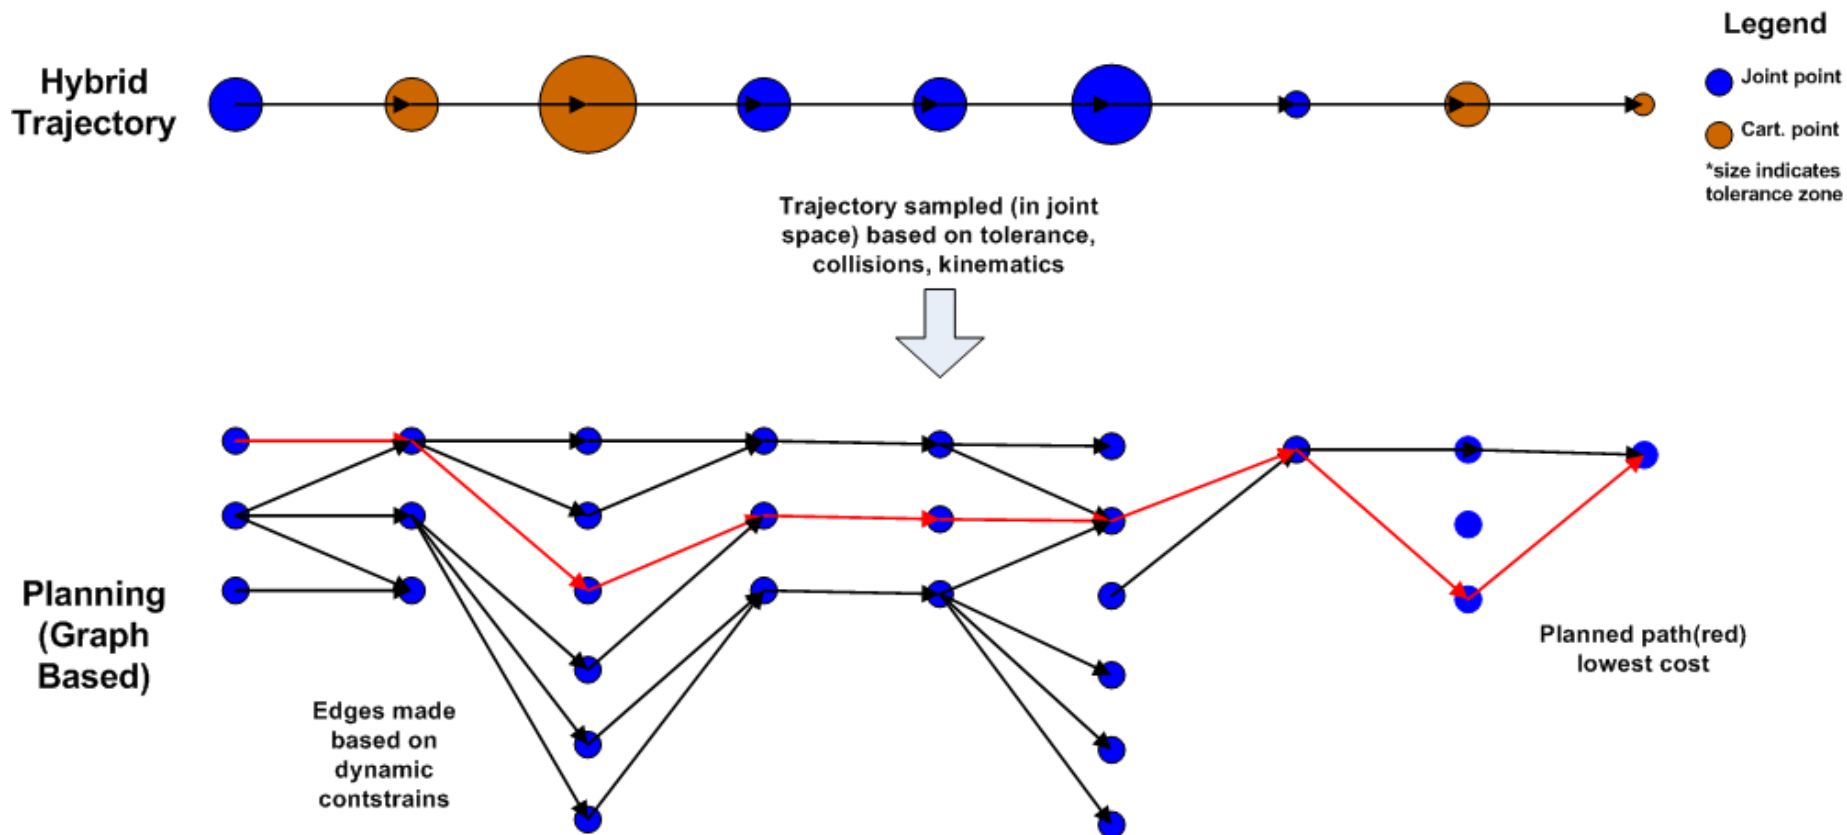 Legend
Joint point
Cart. point
*size indicates
tolerance zone
Hybrid
Trajectory
Trajectory sampled (in joint
space) based on tolerance,
collisions, kinematics
Planning
(Graph
Based)
Edges made
based on
dynamic
contstrains
Planned path(red)
lowest cost